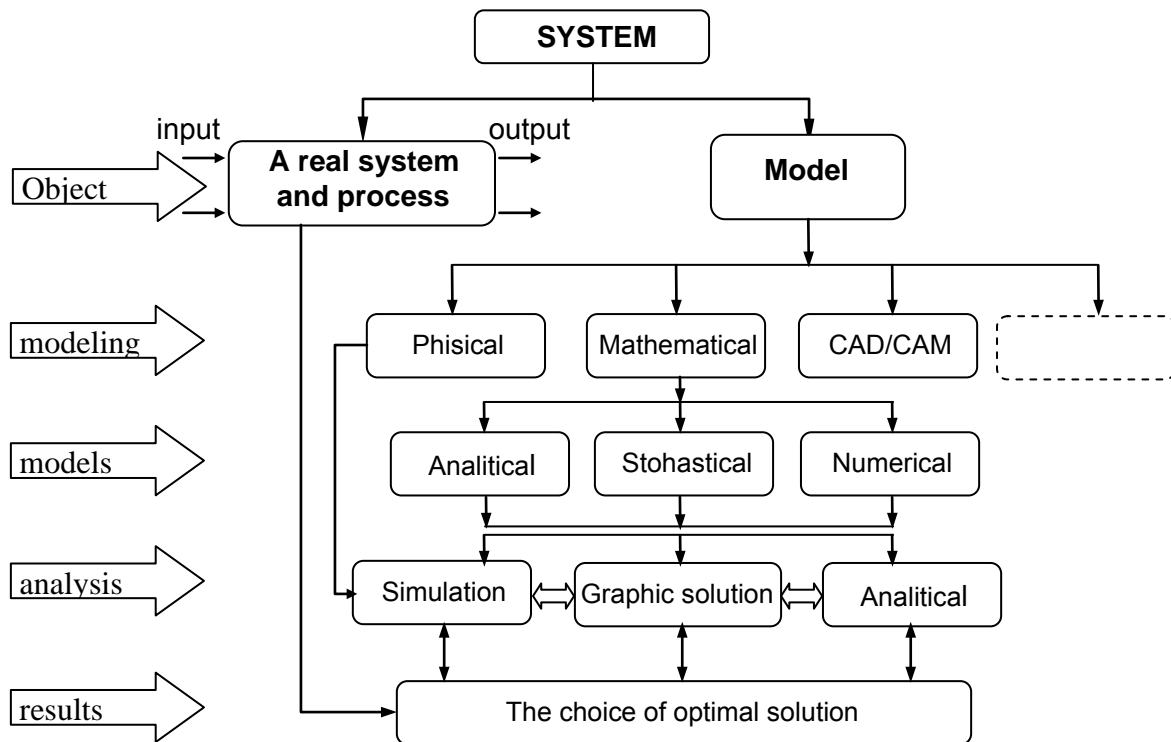 SYSTEM
input
output
Object
A real system
and process
Model
modeling
Phisical
Mathematical
CAD/CAM
models
Analitical
Stohastical
Numerical
analysis
Simulation
Graphic solution
Analitical
results
The choice of optimal solution